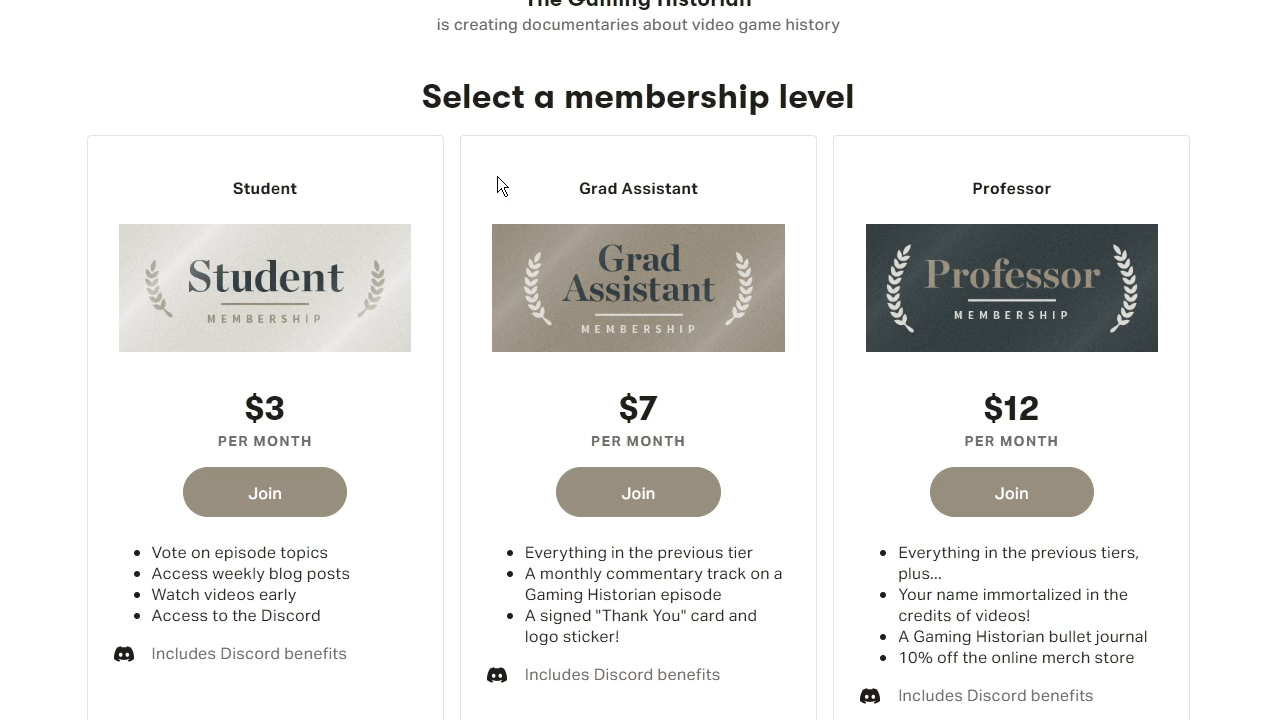 The Gaming Historian
is creating documentaries about video game history
Select a membership level
Student
Student
MEMBERSHIP
$3
PER MONTH
Join
Vote on episode topics
Access weekly blog posts
Watch videos early
Access to the Discord
Includes Discord benefits
Grad Assistant
Grad
Assistant
MEMBERSHIP
$7
PER MONTH
Join
Everything in the previous tier
A monthly commentary track on a
Gaming Historian episode
A signed "Thank You" card and
logo sticker!
Includes Discord benefits
Professor
Professor
MEMBERSHIP
$12
PER MONTH
Join
Everything in the previous tiers,
plus...
Your name immortalized in the
credits of videos!
A Gaming Historian bullet journal
10% off the online merch store
Includes Discord benefits